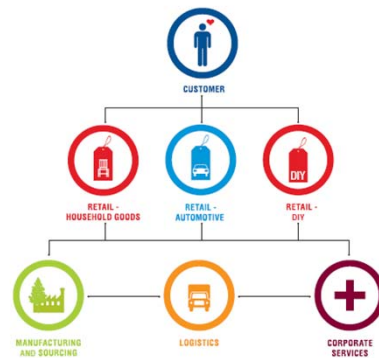 CUSTOMER
RETAIL -
HOUSEHOLD GOODS
RETAIL -
AUTOMOTIVE
DIY
RETAIL -
DIY
MANUFACTURING
AND SOURCING
LOGISTICS
CORPORATE
SERVICES